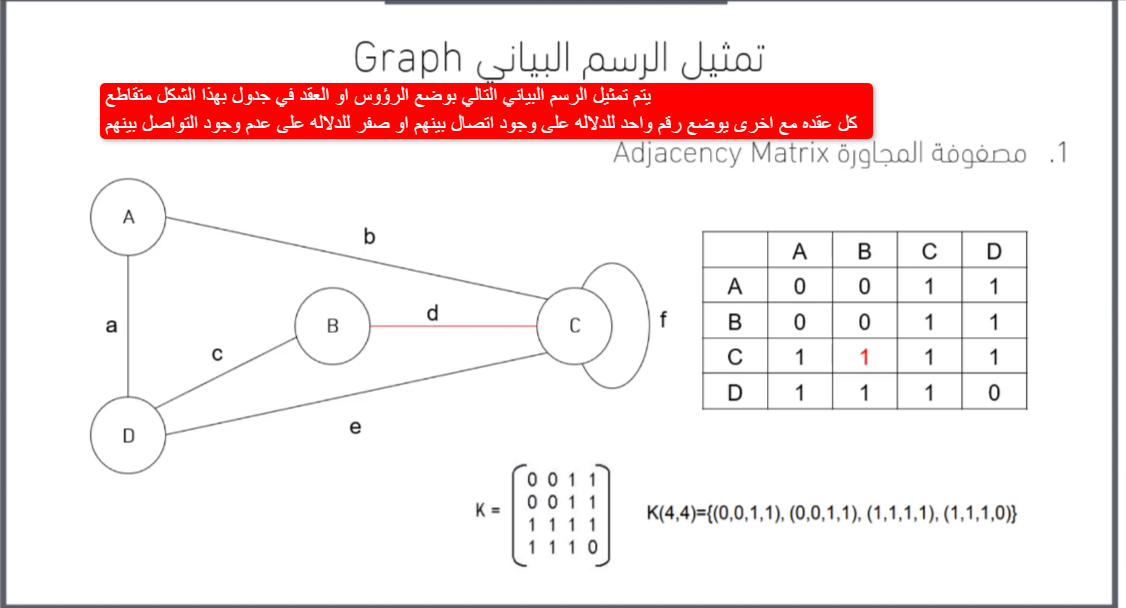 تمثيل الرسم البياني Graph
يتم تمثيل الرسم البياني التالي بوضع الرؤوس او العقد في جدول بهذا الشكل متقاطع
كل عقده مع اخرى يوضع رقم واحد للدلاله على وجود اتصال بينهم او صفر للدلاله على عدم وجود التواصل بينهم
1. مصفوفة المجاورة Adjacency Matrix
A
b
a
B
d
C
f
c
D
e
A B C D
A 0 0 1 1
B 0 0 1 1
C 1 1 1 1
D 1 1 1 0
K =
0 0 1 1
0 0 1 1
1 1 1 1
1 1 1 0
K(4,4)={(0,0,1,1), (0,0,1,1), (1,1,1,1), (1,1,1,0)}